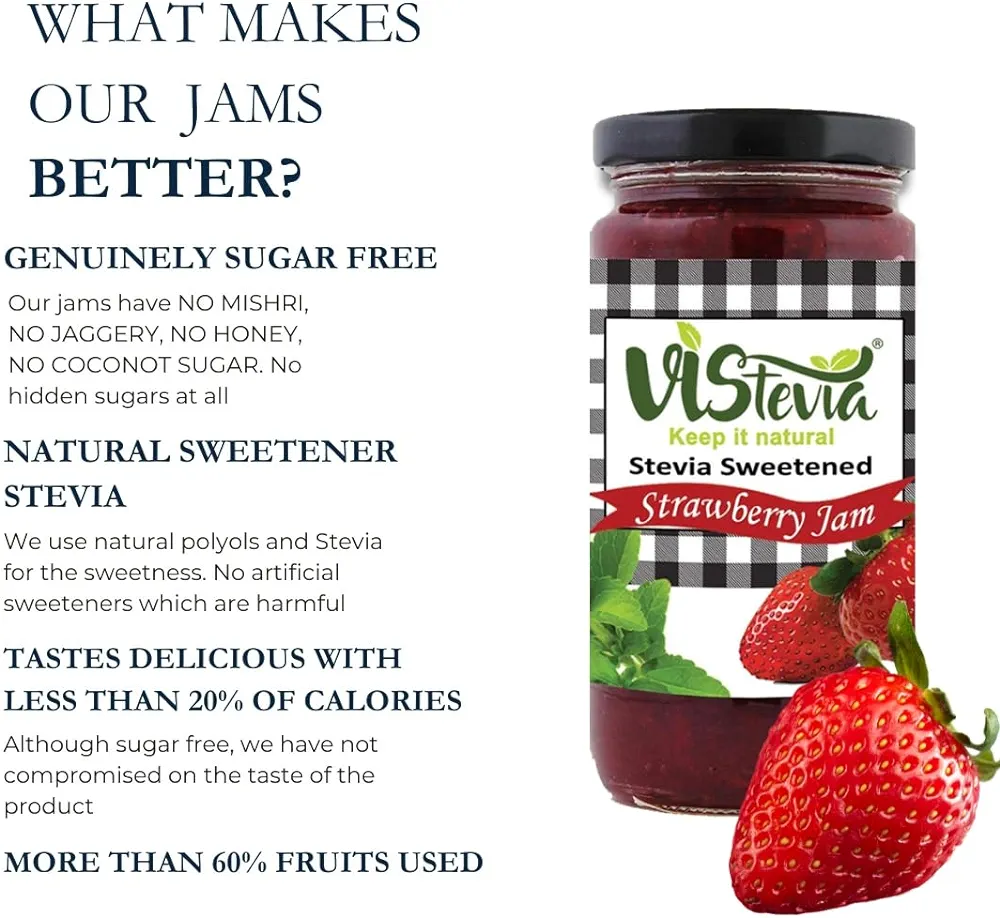 WHAT MAKES
OUR JAMS
BETTER?
GENUINELY SUGAR FREE
Our jams have NO MISHRI,
NO JAGGERY, NO HONEY,
NO COCONOT SUGAR. No
hidden sugars at all
NATURAL SWEETENER
STEVIA
We use natural polyols and Stevia
for the sweetness. No artificial
sweeteners which are harmful
TASTES DELICIOUS WITH
LESS THAN 20% OF CALORIES
Although sugar free, we have not
compromised on the taste of the
product
MORE THAN 60% FRUITS USED
ViStevia®
Keep it natural
Stevia Sweetened
Strawberry Jam